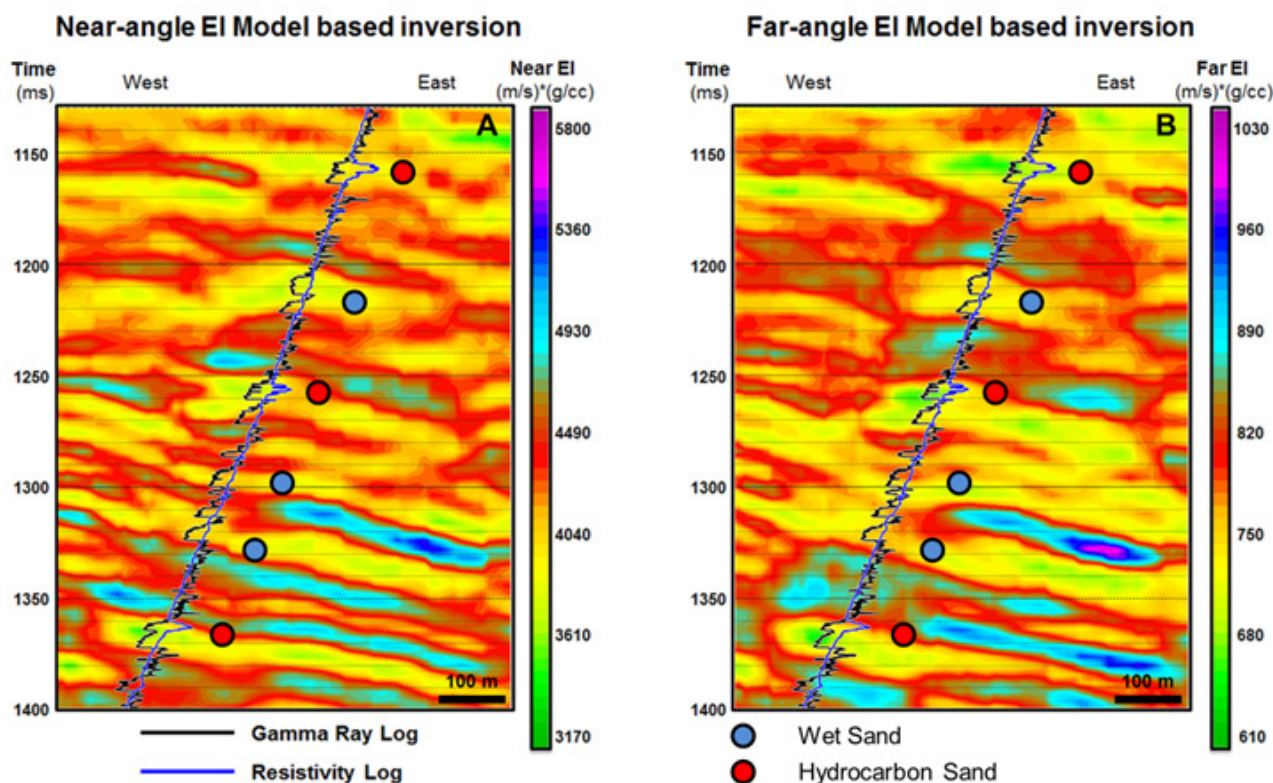 Near-angle EI Model based inversion
Time
(ms)
West
East
Near EI
(m/s)*(g/cc)
A
1150
1200
1250
1300
1350
1400
5800
5360
4930
4490
4040
3610
3170
100 m
Gamma Ray Log
Resistivity Log
Far-angle EI Model based inversion
Time
(ms)
West
East
Far EI
(m/s)*(g/cc)
B
1150
1200
1250
1300
1350
1400
1030
960
890
820
750
680
610
100 m
Wet Sand
Hydrocarbon Sand